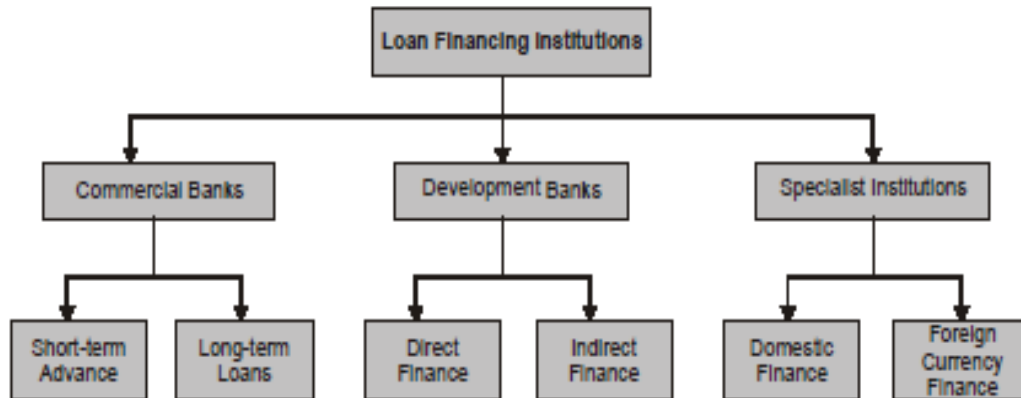 Loan Financing Institutions
Commercial Banks
Development Banks
Specialist Institutions
Short-term
Advance
Long-term
Loans
Direct
Finance
Indirect
Finance
Domestic
Finance
Foreign
Currency
Finance